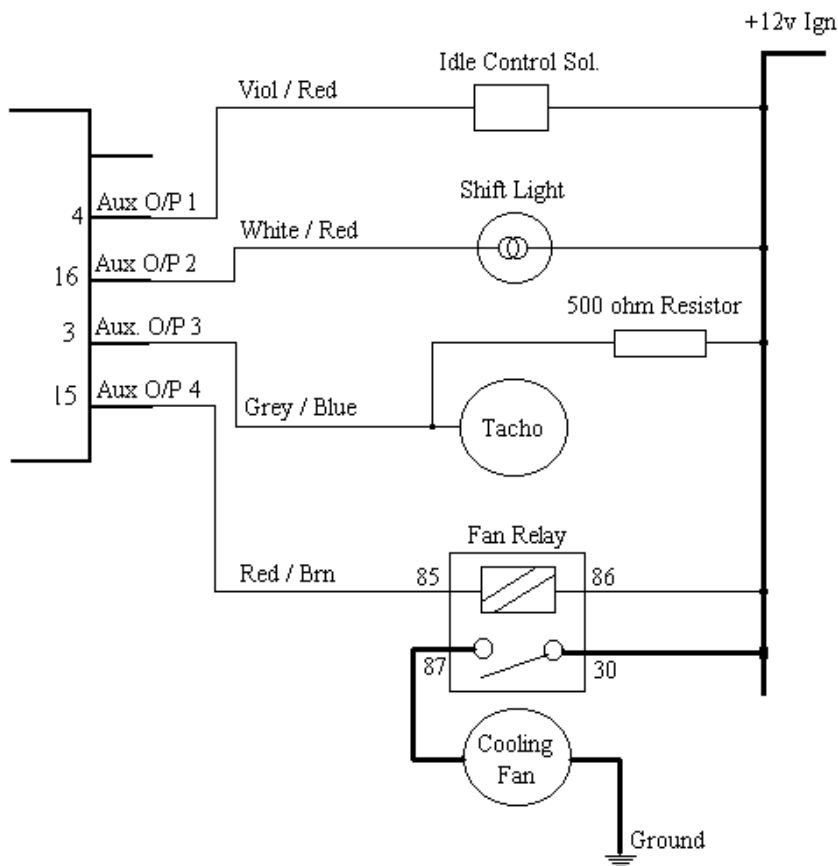 +12v Ign
Idle Control Sol.
Viol / Red
4 Aux O/P 1
Shift Light
White / Red
16 Aux O/P 2
500 ohm Resistor
3 Aux. O/P 3
15 Aux O/P 4
Grey / Blue
Tacho
Fan Relay
Red / Brn
85
86
87
30
Cooling
Fan
Ground